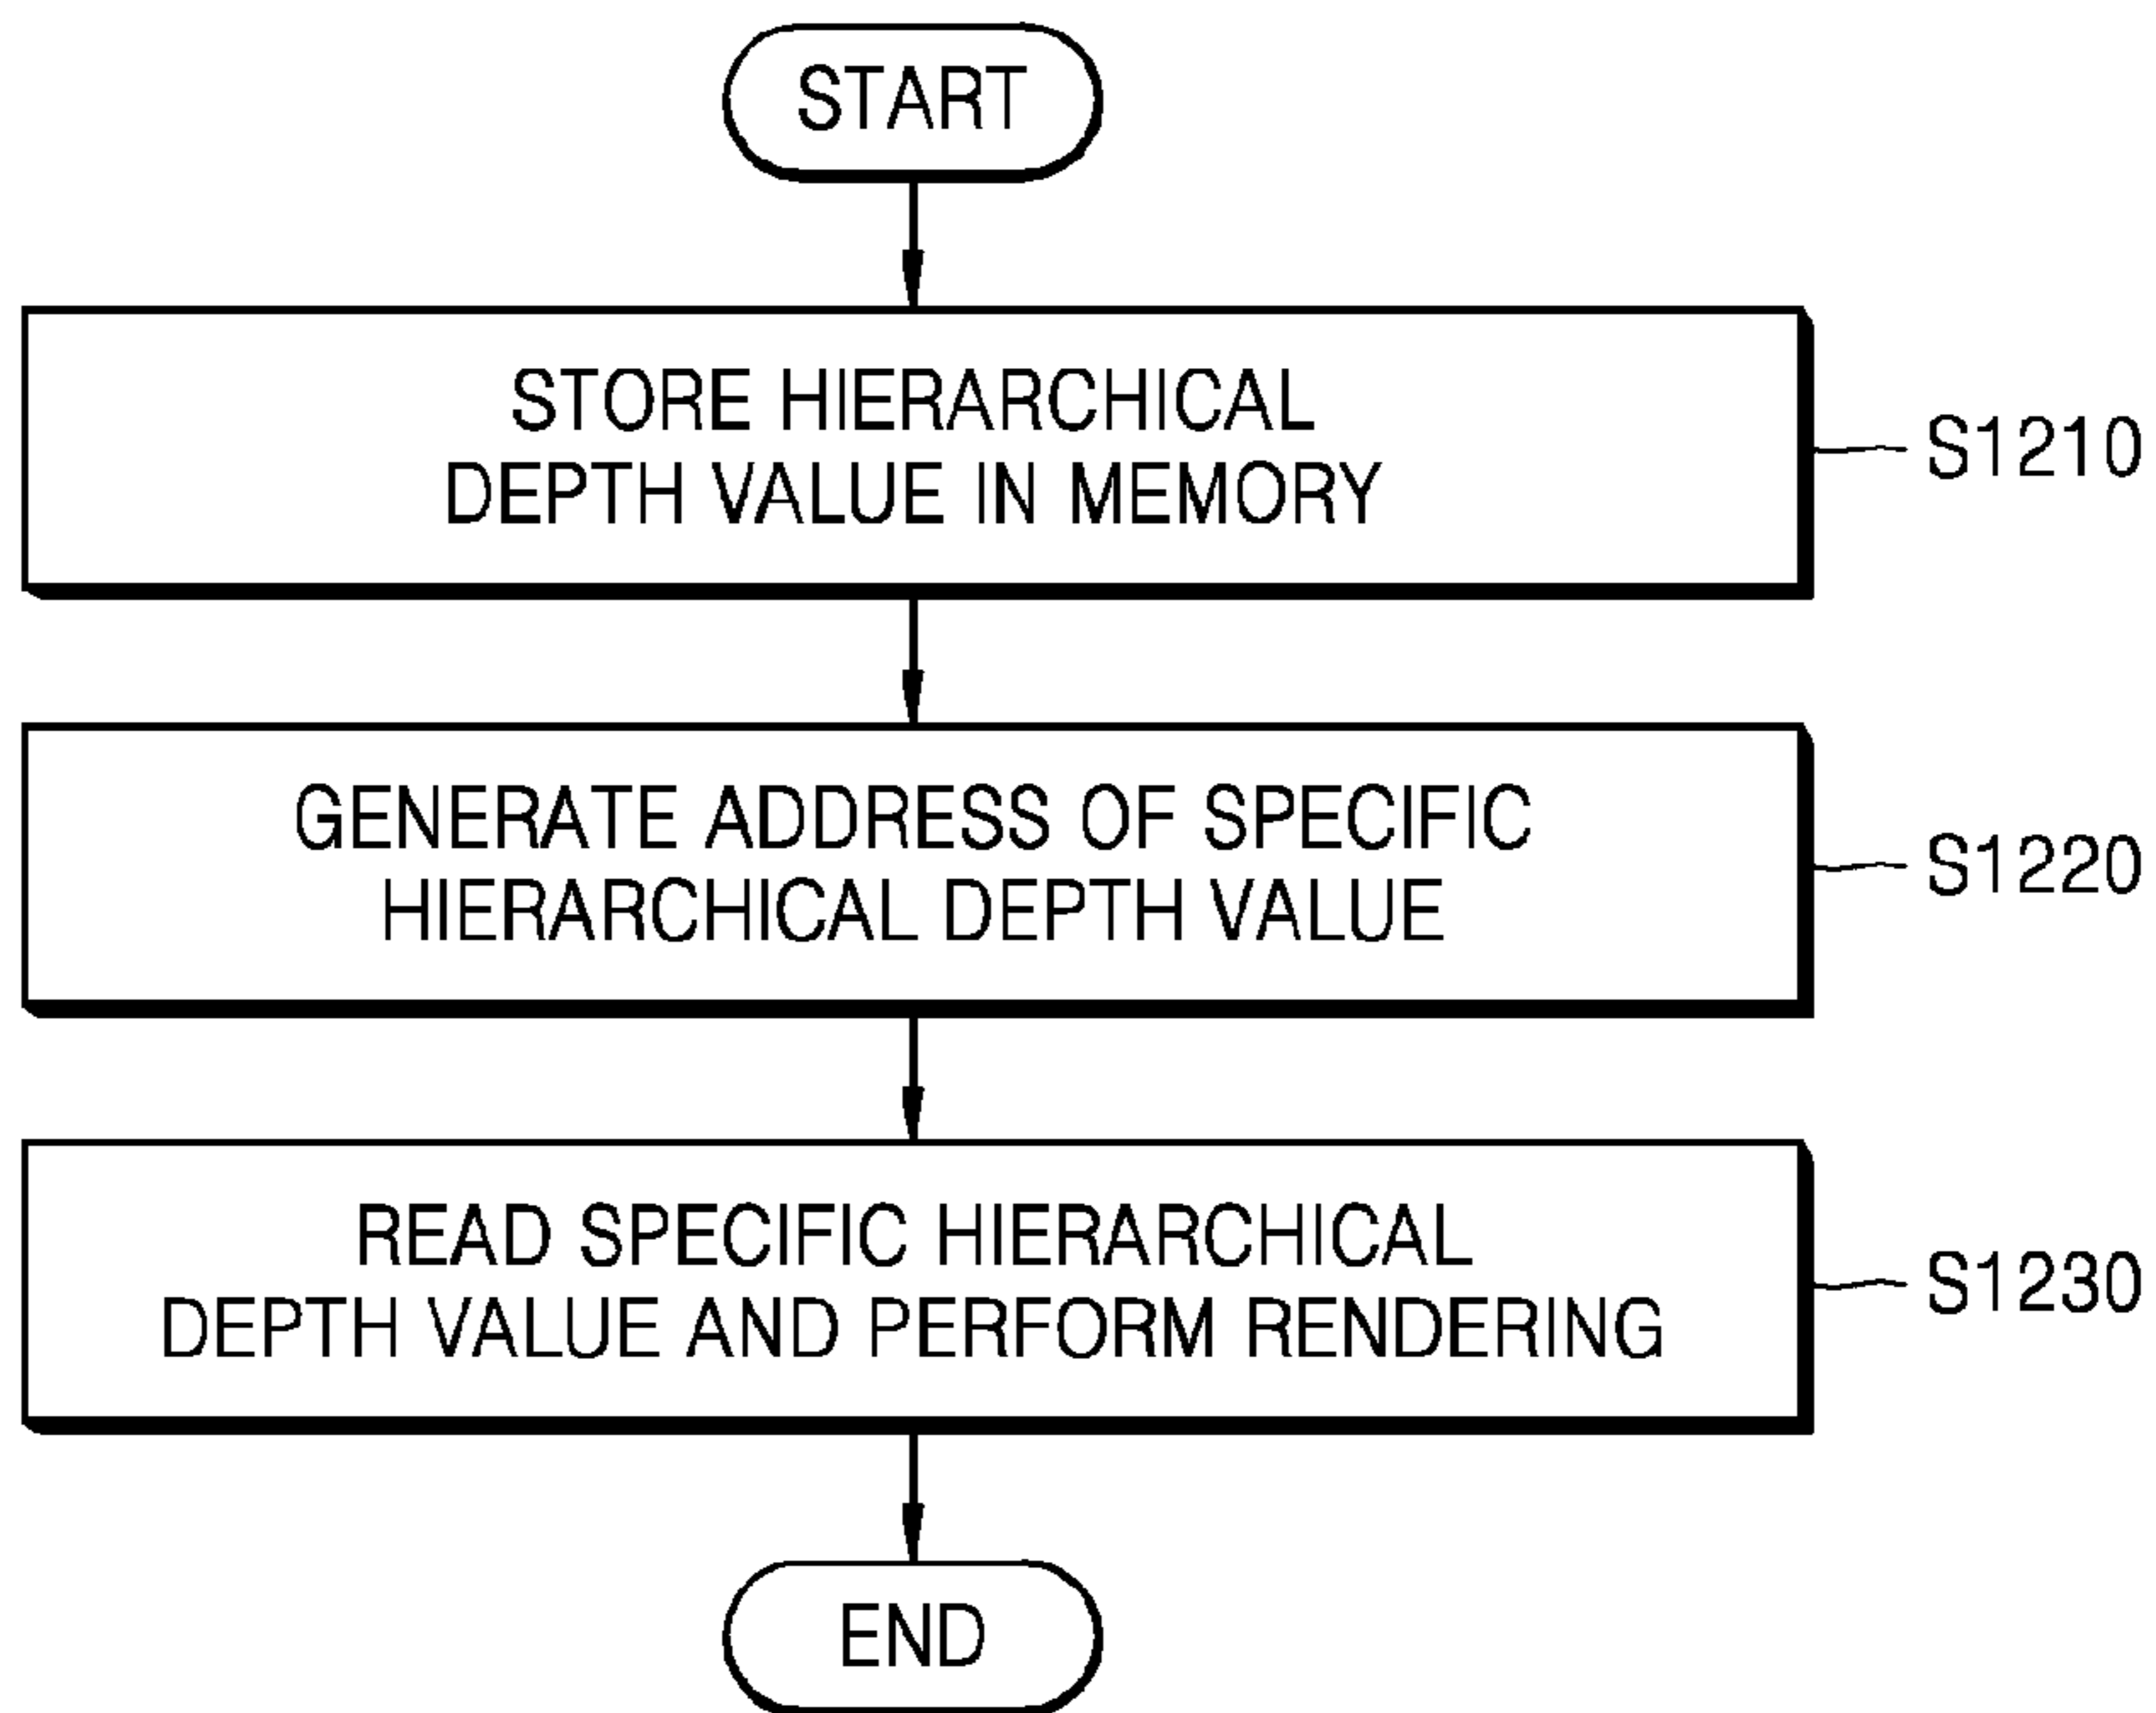 START
STORE HIERARCHICAL
DEPTH VALUE IN MEMORY
S1210
GENERATE ADDRESS OF SPECIFIC
HIERARCHICAL DEPTH VALUE
S1220
READ SPECIFIC HIERARCHICAL
DEPTH VALUE AND PERFORM RENDERING
S1230
END